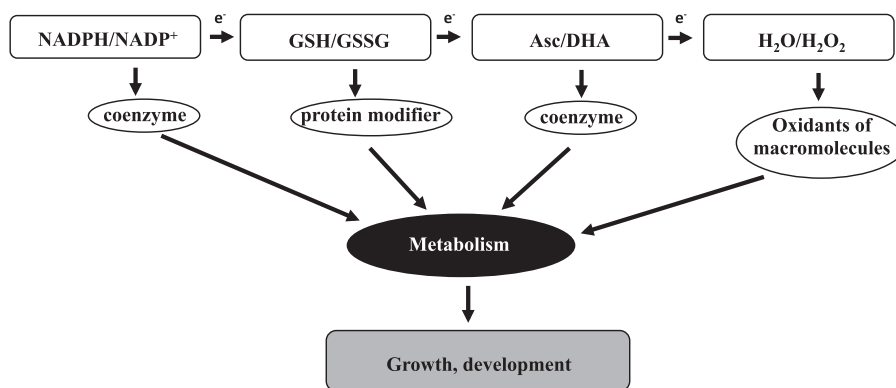 e⁻ e⁻ e⁻
NADPH/NADP⁺ GSH/GSSG Asc/DHA H₂O/H₂O₂
coenzyme protein modifier coenzyme Oxidants of
macromolecules
Metabolism
Growth, development